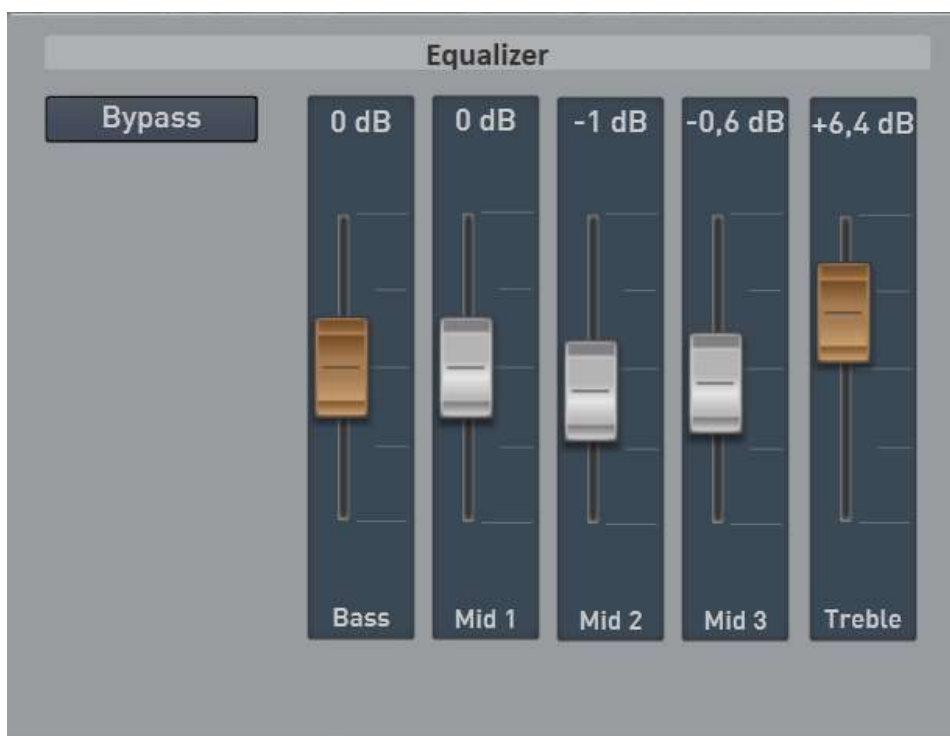 Equalizer
Bypass
0 dB
0 dB
-1 dB
-0,6 dB
+6,4 dB
Bass
Mid 1
Mid 2
Mid 3
Treble